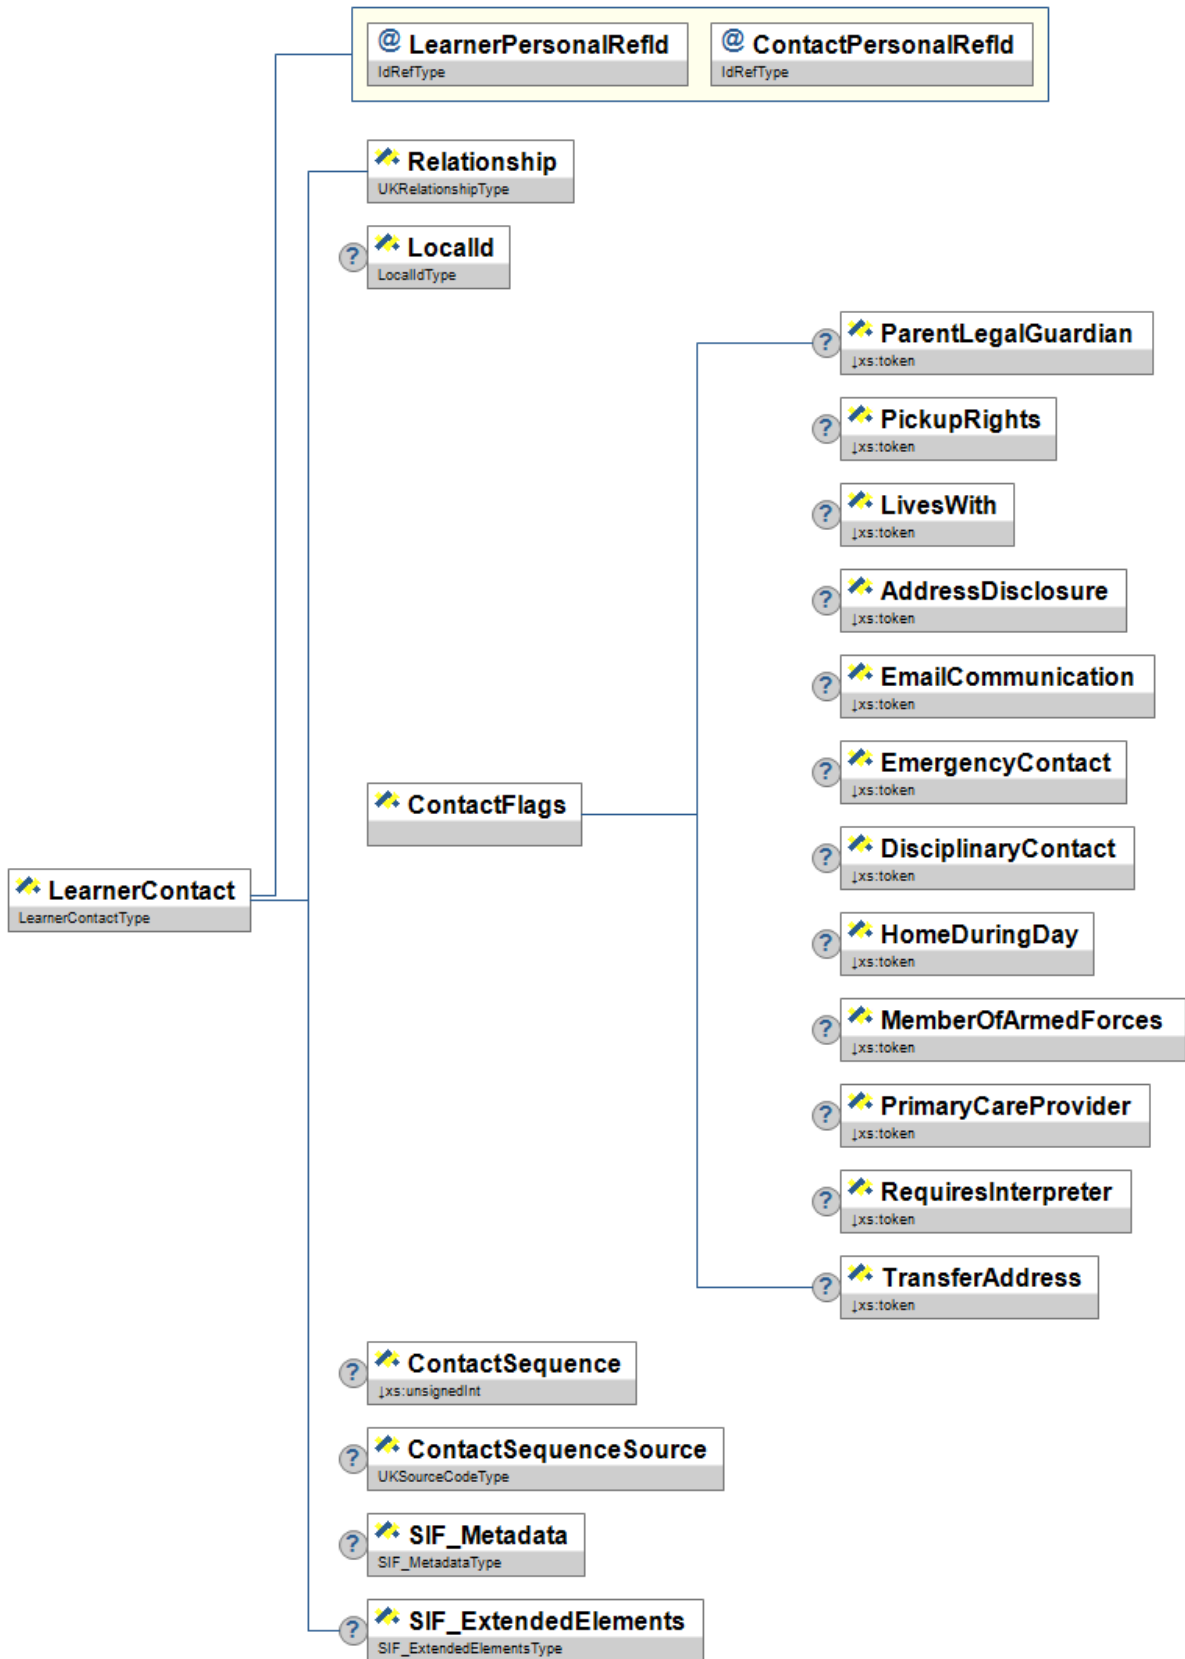 @ LearnerPersonalRefId
IdRefType
@ ContactPersonalRefId
IdRefType
Relationship
UKRelationshipType
? LocalId
LocalIdType
? ParentLegalGuardian
↓xs:token
? PickupRights
↓xs:token
? LivesWith
↓xs:token
? AddressDisclosure
↓xs:token
? EmailCommunication
↓xs:token
? EmergencyContact
↓xs:token
ContactFlags
? DisciplinaryContact
↓xs:token
LearnerContact
LearnerContactType
? HomeDuringDay
↓xs:token
? MemberOfArmedForces
↓xs:token
? PrimaryCareProvider
↓xs:token
? RequiresInterpreter
↓xs:token
? TransferAddress
↓xs:token
? ContactSequence
↓xs:unsignedInt
? ContactSequenceSource
UKSourceCodeType
? SIF_Metadata
SIF_MetadataType
? SIF_ExtendedElements
SIF_ExtendedElementsType